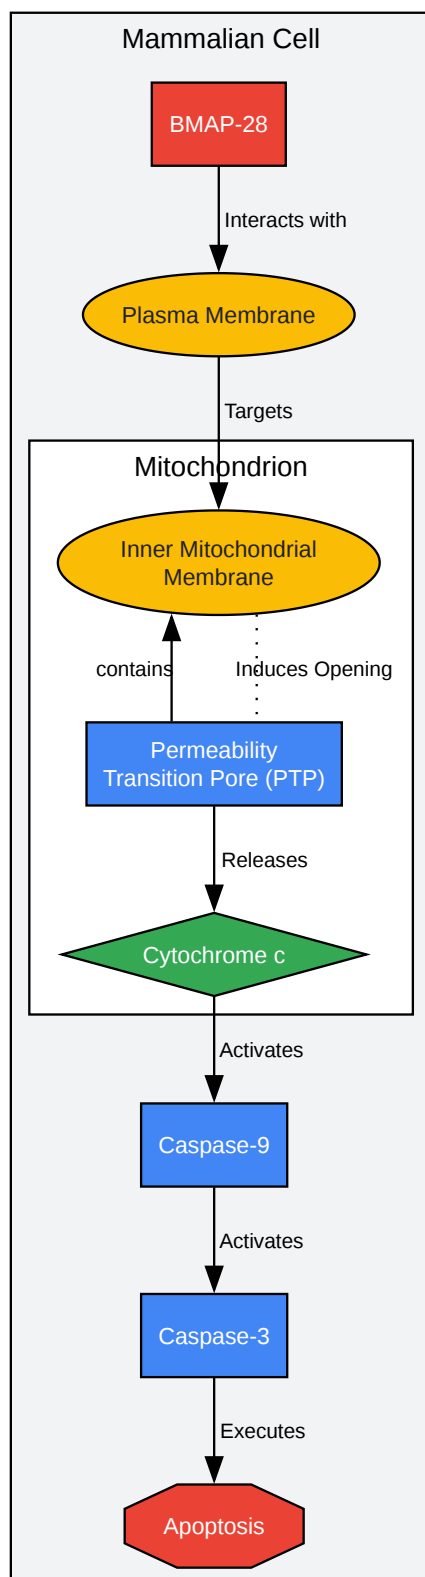 Mammalian Cell
BMAP-28
Interacts with
Plasma Membrane
Targets
Mitochondrion
Inner Mitochondrial
Membrane
contains
Induces Opening
Permeability
Transition Pore (PTP)
Releases
Cytochrome c
Activates
Caspase-9
Activates
Caspase-3
Executes
Apoptosis